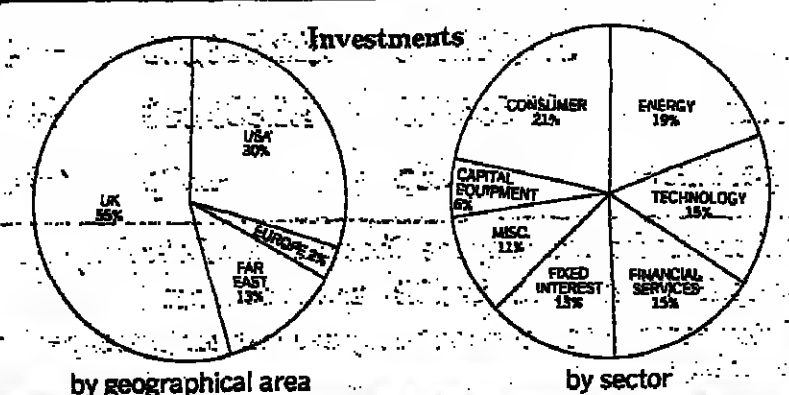 Investments
USA
30%
UK
55%
EUROPE 2%
FAR
EAST
13%
by geographical area
CONSUMER
21%
ENERGY
19%
CAPITAL
EQUIPMENT
6%
TECHNOLOGY
15%
MISC.
11%
FIXED
INTEREST
13%
FINANCIAL
SERVICES
15%
by sector